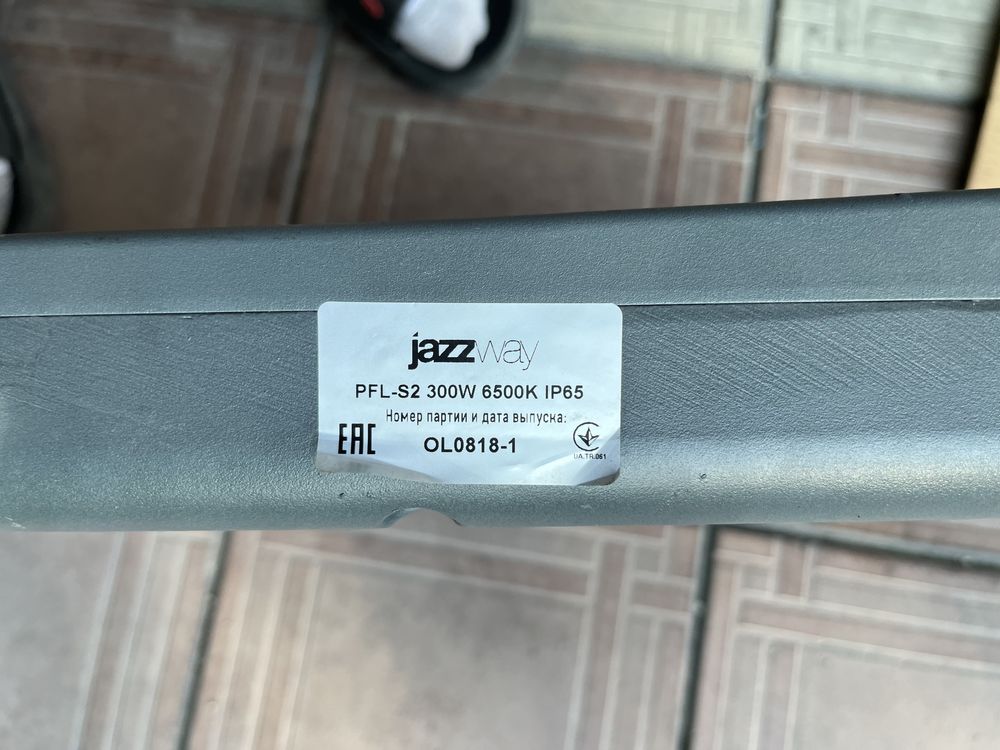 jazzway
PFL-S2 300W 6500K IP65
Номер партии и дата выпуска:
EAC
OL0818-1
UA.TR.061